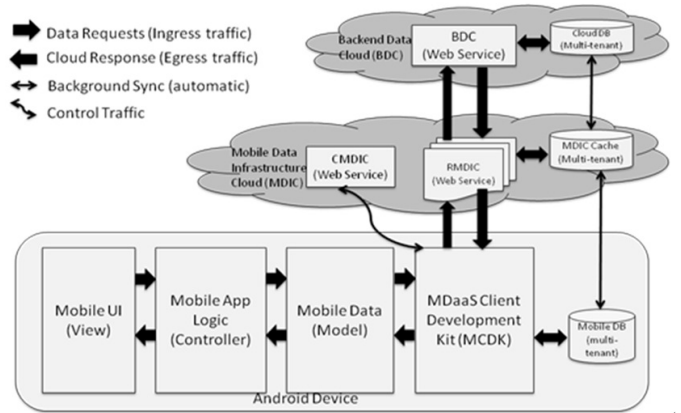 Data Requests (Ingress traffic)
Cloud Response (Egress traffic)
Background Sync (automatic)
Control Traffic
Backend Data
Cloud (BDC)
BDC
(Web Service)
Cloud DB
(Multi-tenant)
Mobile Data
Infrastructure
Cloud (MDIC)
CMDIC
(Web Service)
RMDIC
(Web Service)
MDIC Cache
(Multi-tenant)
Mobile UI
(View)
Mobile App
Logic
(Controller)
Mobile Data
(Model)
MDaaS Client
Development
Kit (MCDK)
Mobile DB
(multi-
tenant)
Android Device